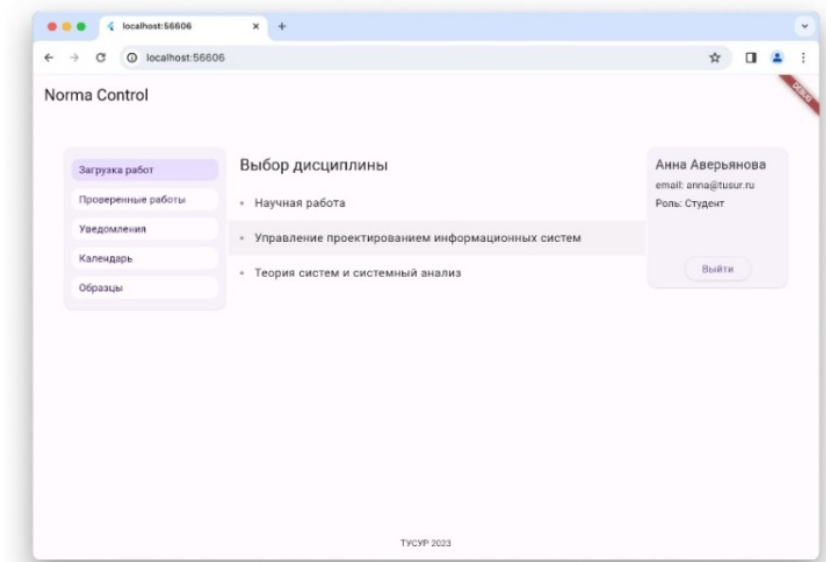 localhost:56606
localhost:56606
Norma Control
DEBUG
Загрузка работ
Проверенные работы
Уведомления
Календарь
Образцы
Выбор дисциплины
Научная работа
Управление проектированием информационных систем
Теория систем и системный анализ
Анна Аверьянова
email: anna@tusur.ru
Роль: Студент
Выйти
ТУСУР 2023